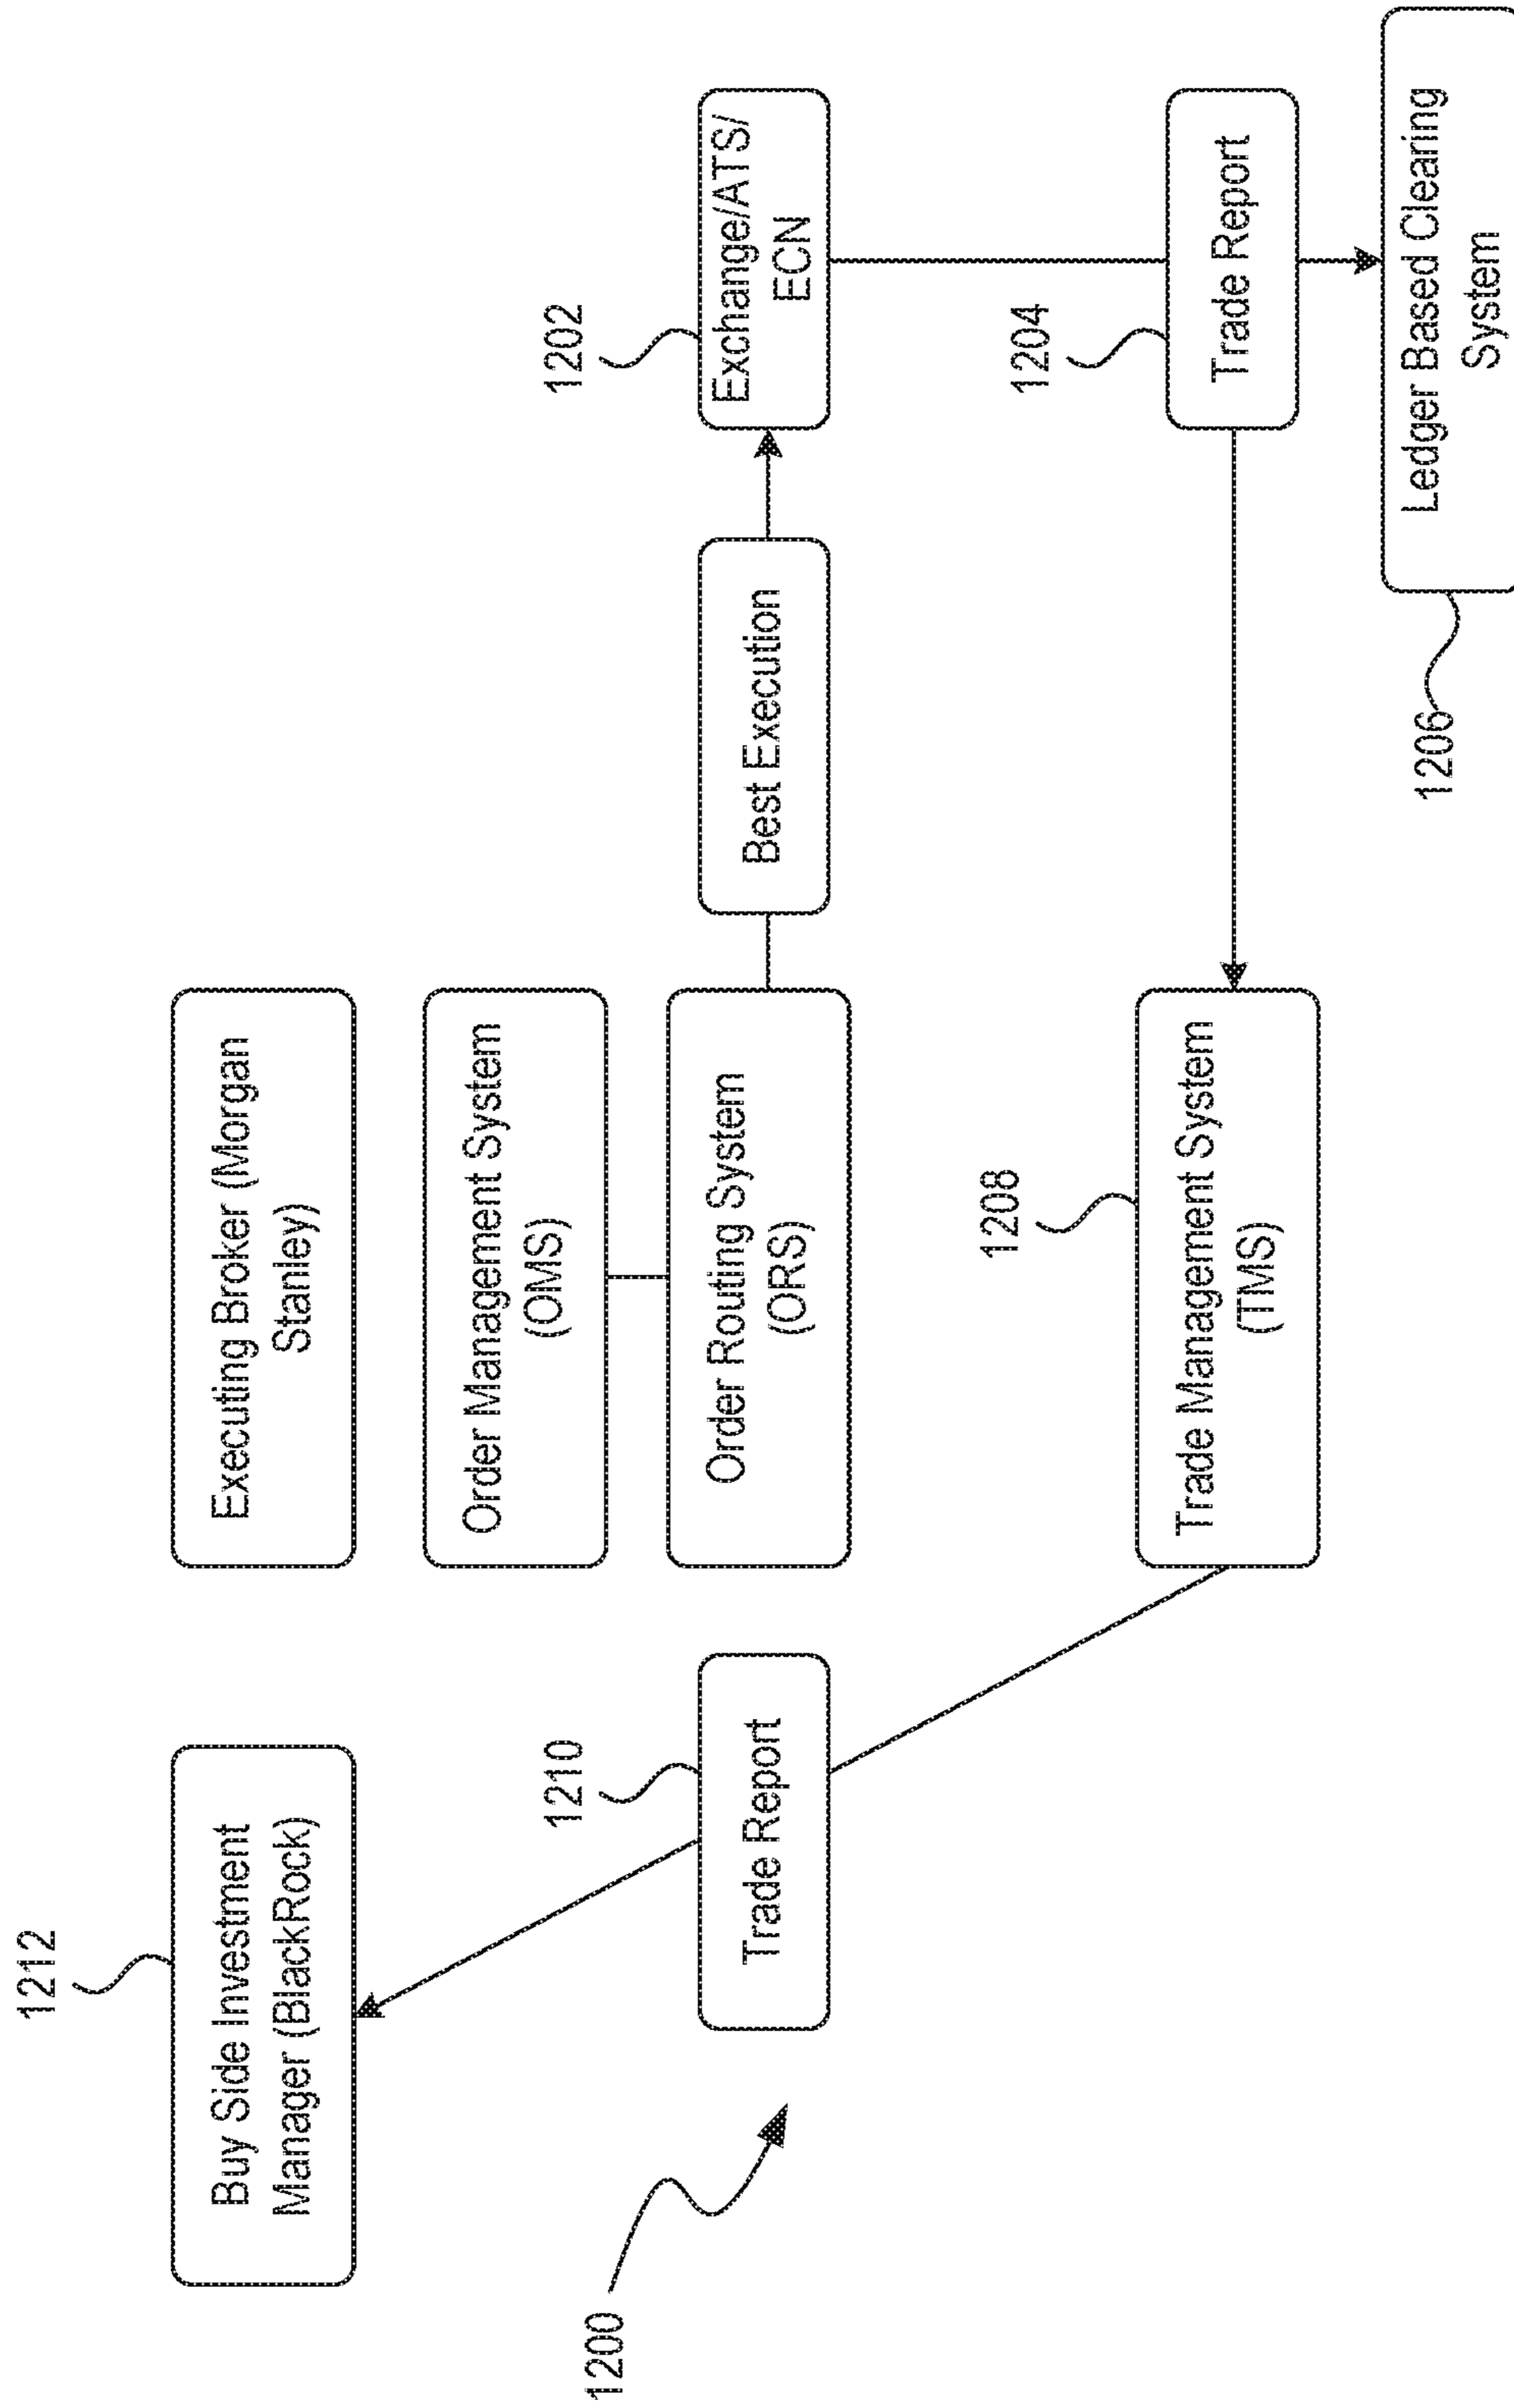 1212
Buy Side Investment
Manager (BlackRock)
Executing Broker (Morgan
Stanley)
Order Management System
(OMS)
1200
1210
Trade Report
Order Routing System
(ORS)
Best Execution
1202
Exchange/ATS/
ECN
1208
Trade Management System
(TMS)
1204
Trade Report
1206
Ledger Based Clearing
System